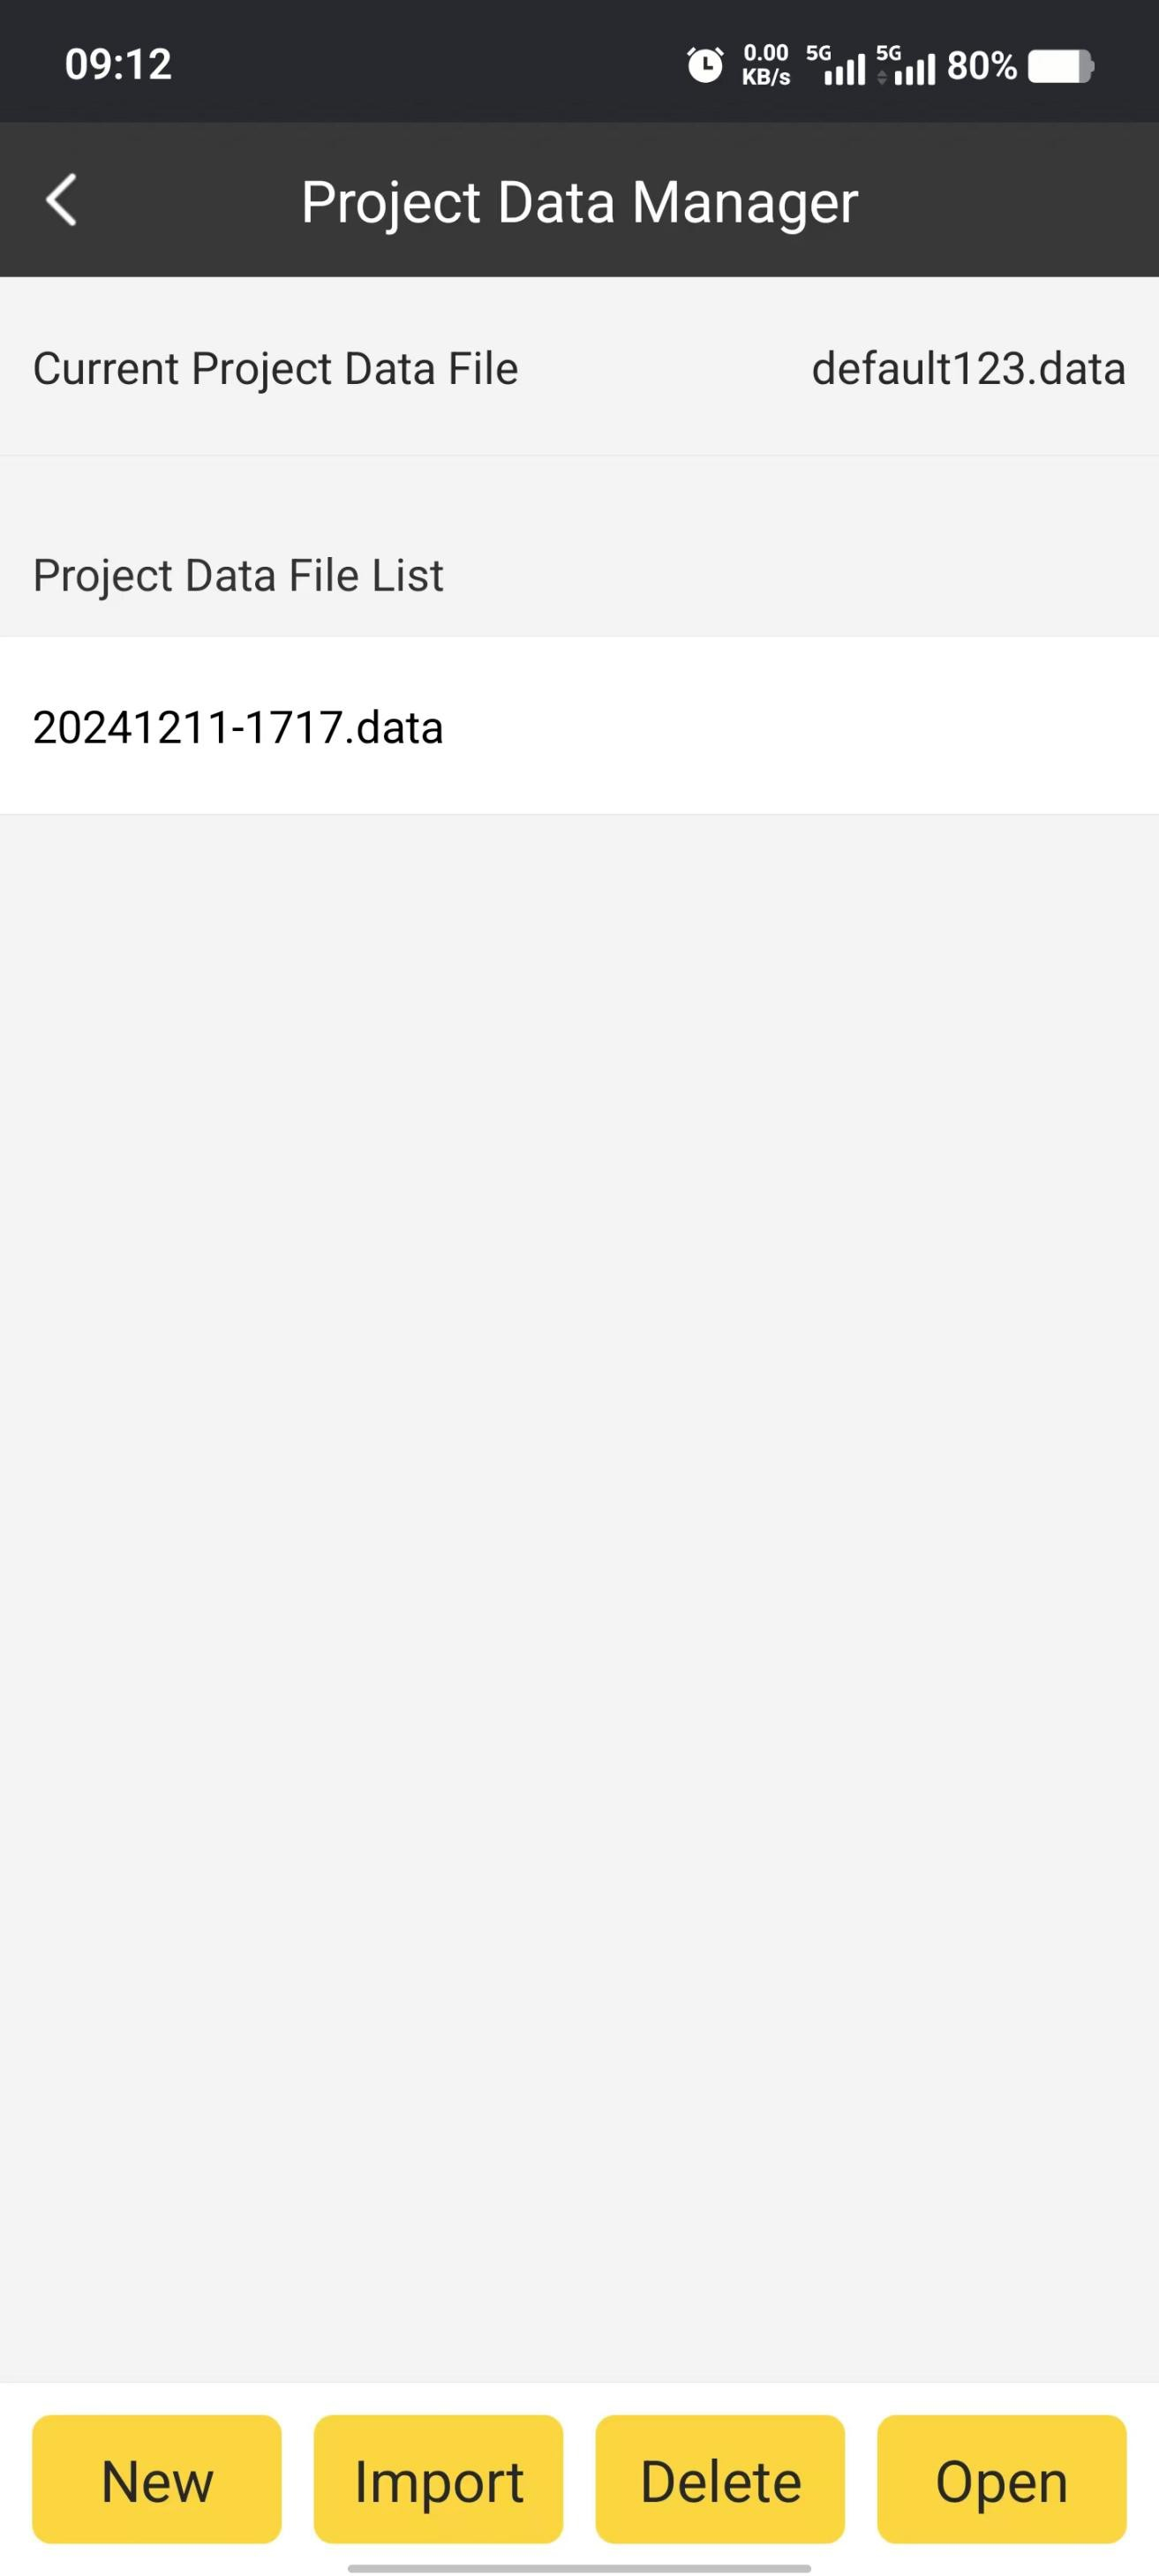 09:12
0.00 KB/s 5G 5G 80%
Project Data Manager
Current Project Data File default123.data
Project Data File List
20241211-1717.data
New Import Delete Open